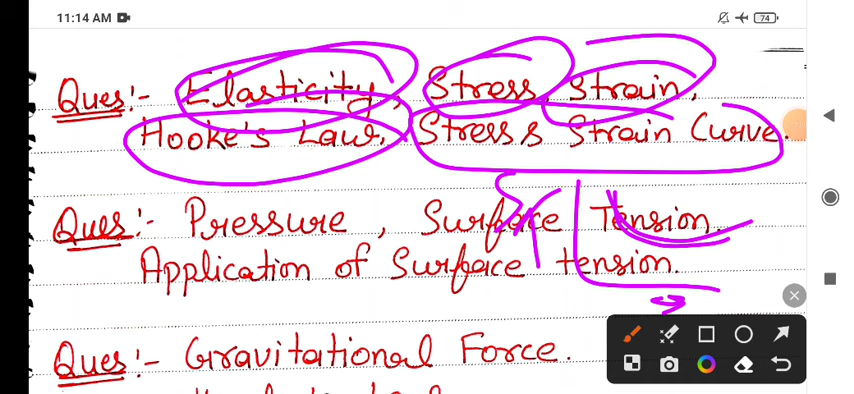 11:14 AM
74
Ques:- Elasticity, Stress, Strain,
Hooke's Law, Stress & Strain Curve.
Ques:- Pressure, Surface Tension.
Application of Surface tension.
Ques:- Gravitational Force.